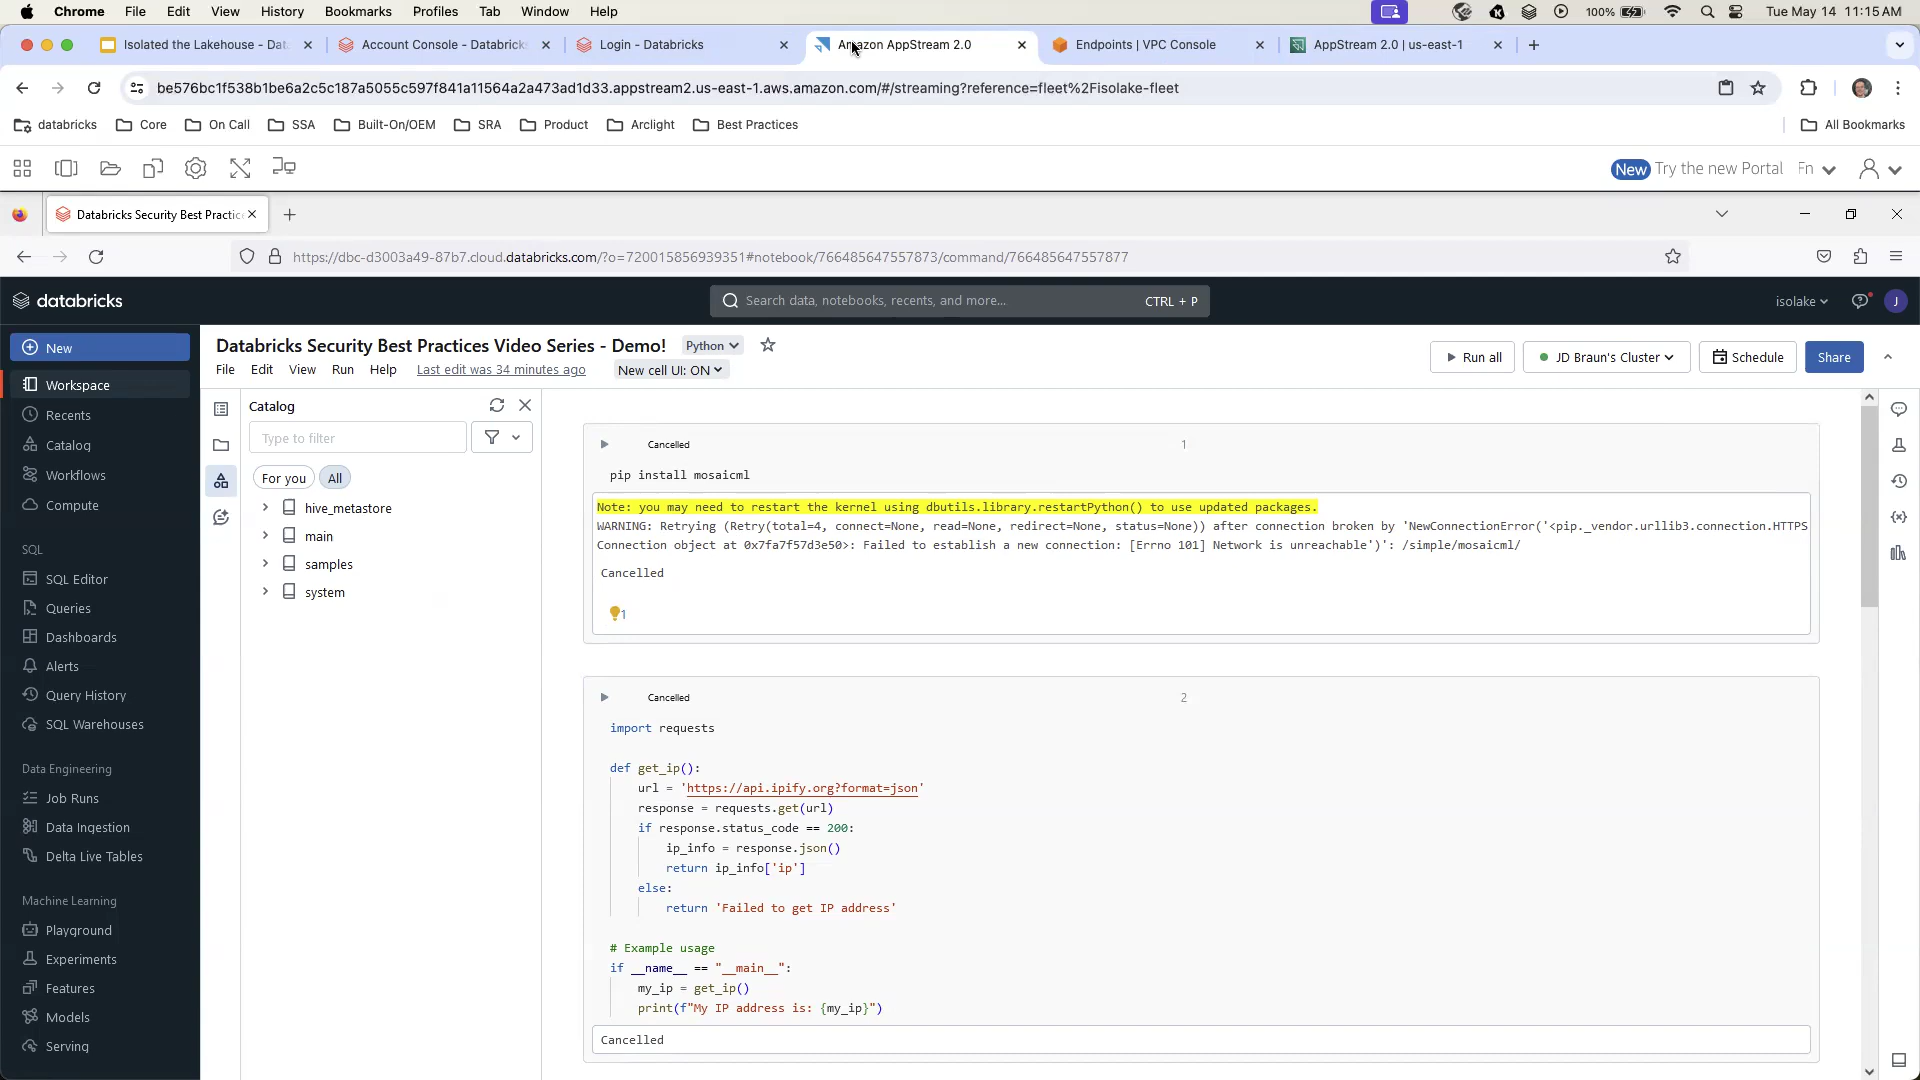 Chrome File Edit View History Bookmarks Profiles Tab Window Help 100% Tue May 14 11:15 AM
Isolated the Lakehouse - Dat
Account Console - Databricks
Login - Databricks
Amazon AppStream 2.0
Endpoints | VPC Console
AppStream 2.0 | us-east-1
be576bc1f538b1be6a2c5c187a5055c597f841a11564a2a473ad1d33.appstream2.us-east-1.aws.amazon.com/#/streaming?reference=fleet%2Fisolake-fleet
databricks Core On Call SSA Built-On/OEM SRA Product Arclight Best Practices All Bookmarks
New Try the new Portal Fn
Databricks Security Best Practic
https://dbc-d3003a49-87b7.cloud.databricks.com/?o=720015856939351#notebook/766485647557873/command/766485647557877
databricks
Search data, notebooks, recents, and more... CTRL + P
isolake J
New
Workspace
Recents
Catalog
Workflows
Compute
SQL
SQL Editor
Queries
Dashboards
Alerts
Query History
SQL Warehouses
Data Engineering
Job Runs
Data Ingestion
Delta Live Tables
Machine Learning
Playground
Experiments
Features
Models
Serving
Databricks Security Best Practices Video Series - Demo! Python
File Edit View Run Help Last edit was 34 minutes ago New cell UI: ON
Run all JD Braun's Cluster Schedule Share
Catalog
Type to filter
For you All
hive_metastore
main
samples
system
Cancelled 1
pip install mosaicml
Note: you may need to restart the kernel using dbutils.library.restartPython() to use updated packages.
WARNING: Retrying (Retry(total=4, connect=None, read=None, redirect=None, status=None)) after connection broken by 'NewConnectionError('<pip._vendor.urllib3.connection.HTTPS
Connection object at 0x7fa7f57d3e50>: Failed to establish a new connection: [Errno 101] Network is unreachable')': /simple/mosaicml/
Cancelled
1
Cancelled 2
import requests
def get_ip():
url = 'https://api.ipify.org?format=json'
response = requests.get(url)
if response.status_code == 200:
ip_info = response.json()
return ip_info['ip']
else:
return 'Failed to get IP address'
# Example usage
if __name__ == "__main__":
my_ip = get_ip()
print(f"My IP address is: {my_ip}")
Cancelled